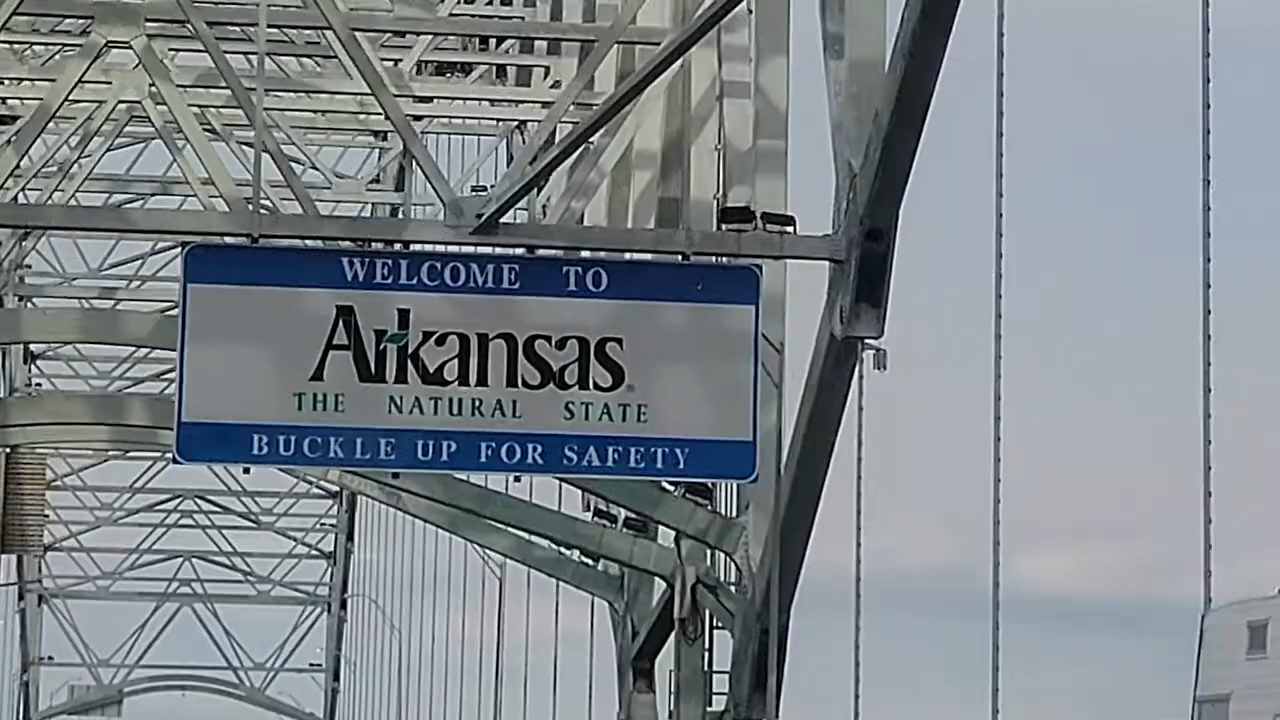 WELCOME TO
Arkansas
THE NATURAL STATE
BUCKLE UP FOR SAFETY